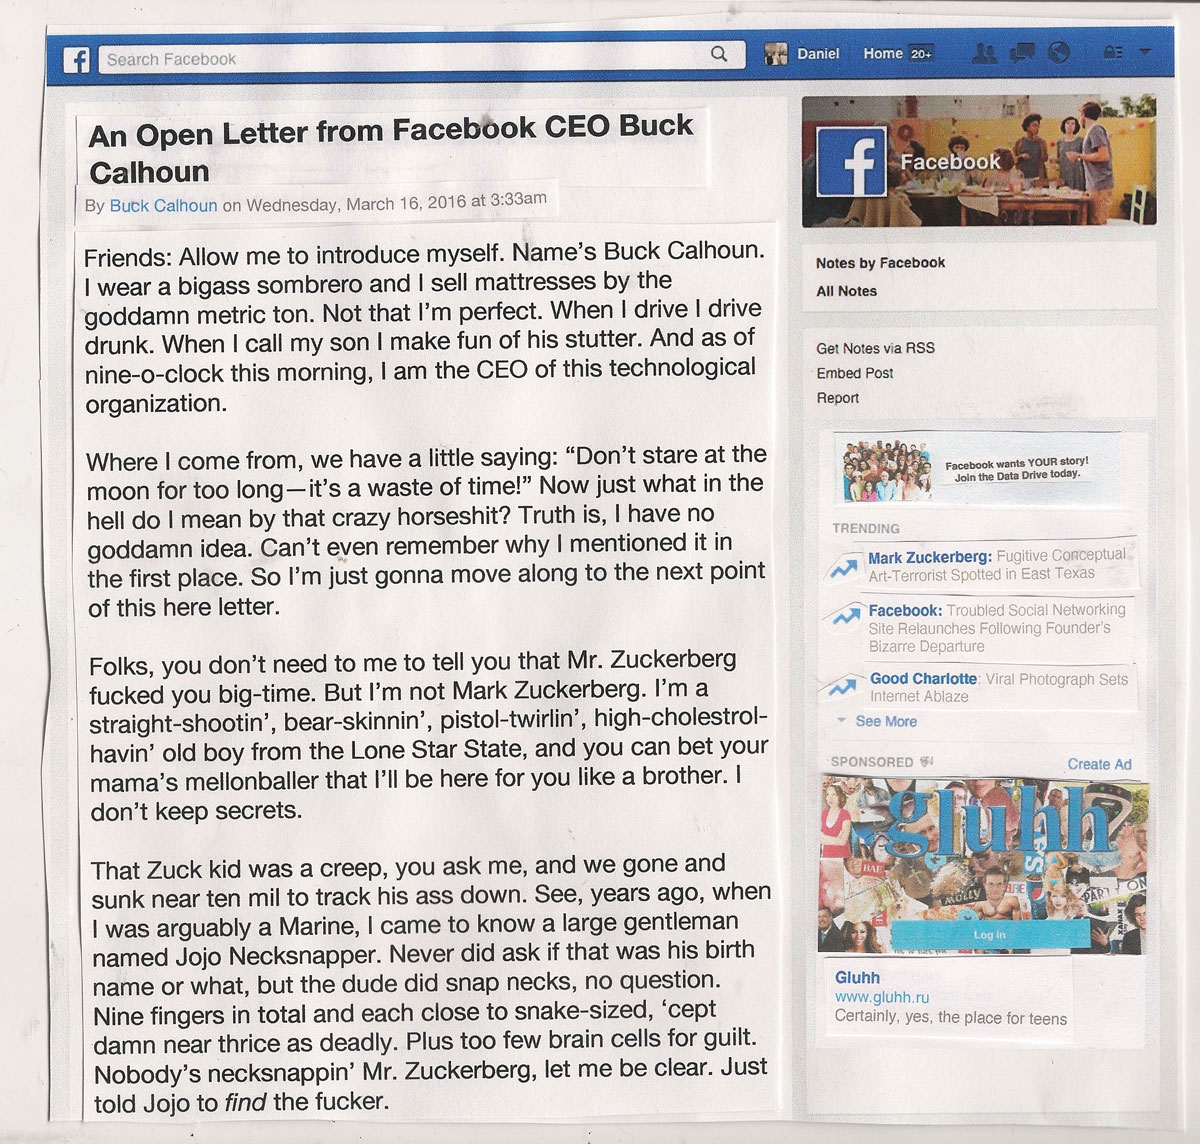 Search Facebook
Daniel
Home 20+
An Open Letter from Facebook CEO Buck
Calhoun
By Buck Calhoun on Wednesday, March 16, 2016 at 3:33am
Friends: Allow me to introduce myself. Name's Buck Calhoun.
I wear a bigass sombrero and I sell mattresses by the
goddamn metric ton. Not that I'm perfect. When I drive I drive
drunk. When I call my son I make fun of his stutter. And as of
nine-o-clock this morning, I am the CEO of this technological
organization.
Where I come from, we have a little saying: “Don't stare at the
moon for too long—it's a waste of time!” Now just what in the
hell do I mean by that crazy horseshit? Truth is, I have no
goddamn idea. Can't even remember why I mentioned it in
the first place. So I'm just gonna move along to the next point
of this here letter.
Folks, you don't need to me to tell you that Mr. Zuckerberg
fucked you big-time. But I'm not Mark Zuckerberg. I'm a
straight-shootin', bear-skinnin', pistol-twirlin', high-cholestrol-
havin' old boy from the Lone Star State, and you can bet your
mama's mellonballer that I'll be here for you like a brother. I
don't keep secrets.
That Zuck kid was a creep, you ask me, and we gone and
sunk near ten mil to track his ass down. See, years ago, when
I was arguably a Marine, I came to know a large gentleman
named Jojo Necksnapper. Never did ask if that was his birth
name or what, but the dude did snap necks, no question.
Nine fingers in total and each close to snake-sized, ‘cept
damn near thrice as deadly. Plus too few brain cells for guilt.
Nobody's necksnappin' Mr. Zuckerberg, let me be clear. Just
told Jojo to find the fucker.
Facebook
Notes by Facebook
All Notes
Get Notes via RSS
Embed Post
Report
Facebook wants YOUR story!
Join the Data Drive today.
TRENDING
Mark Zuckerberg: Fugitive Conceptual
Art-Terrorist Spotted in East Texas
Facebook: Troubled Social Networking
Site Relaunches Following Founder's
Bizarre Departure
Good Charlotte: Viral Photograph Sets
Internet Ablaze
See More
SPONSORED
Create Ad
gluhh
BAE
Molly
XANAX
Log In
Gluhh
www.gluhh.ru
Certainly, yes, the place for teens